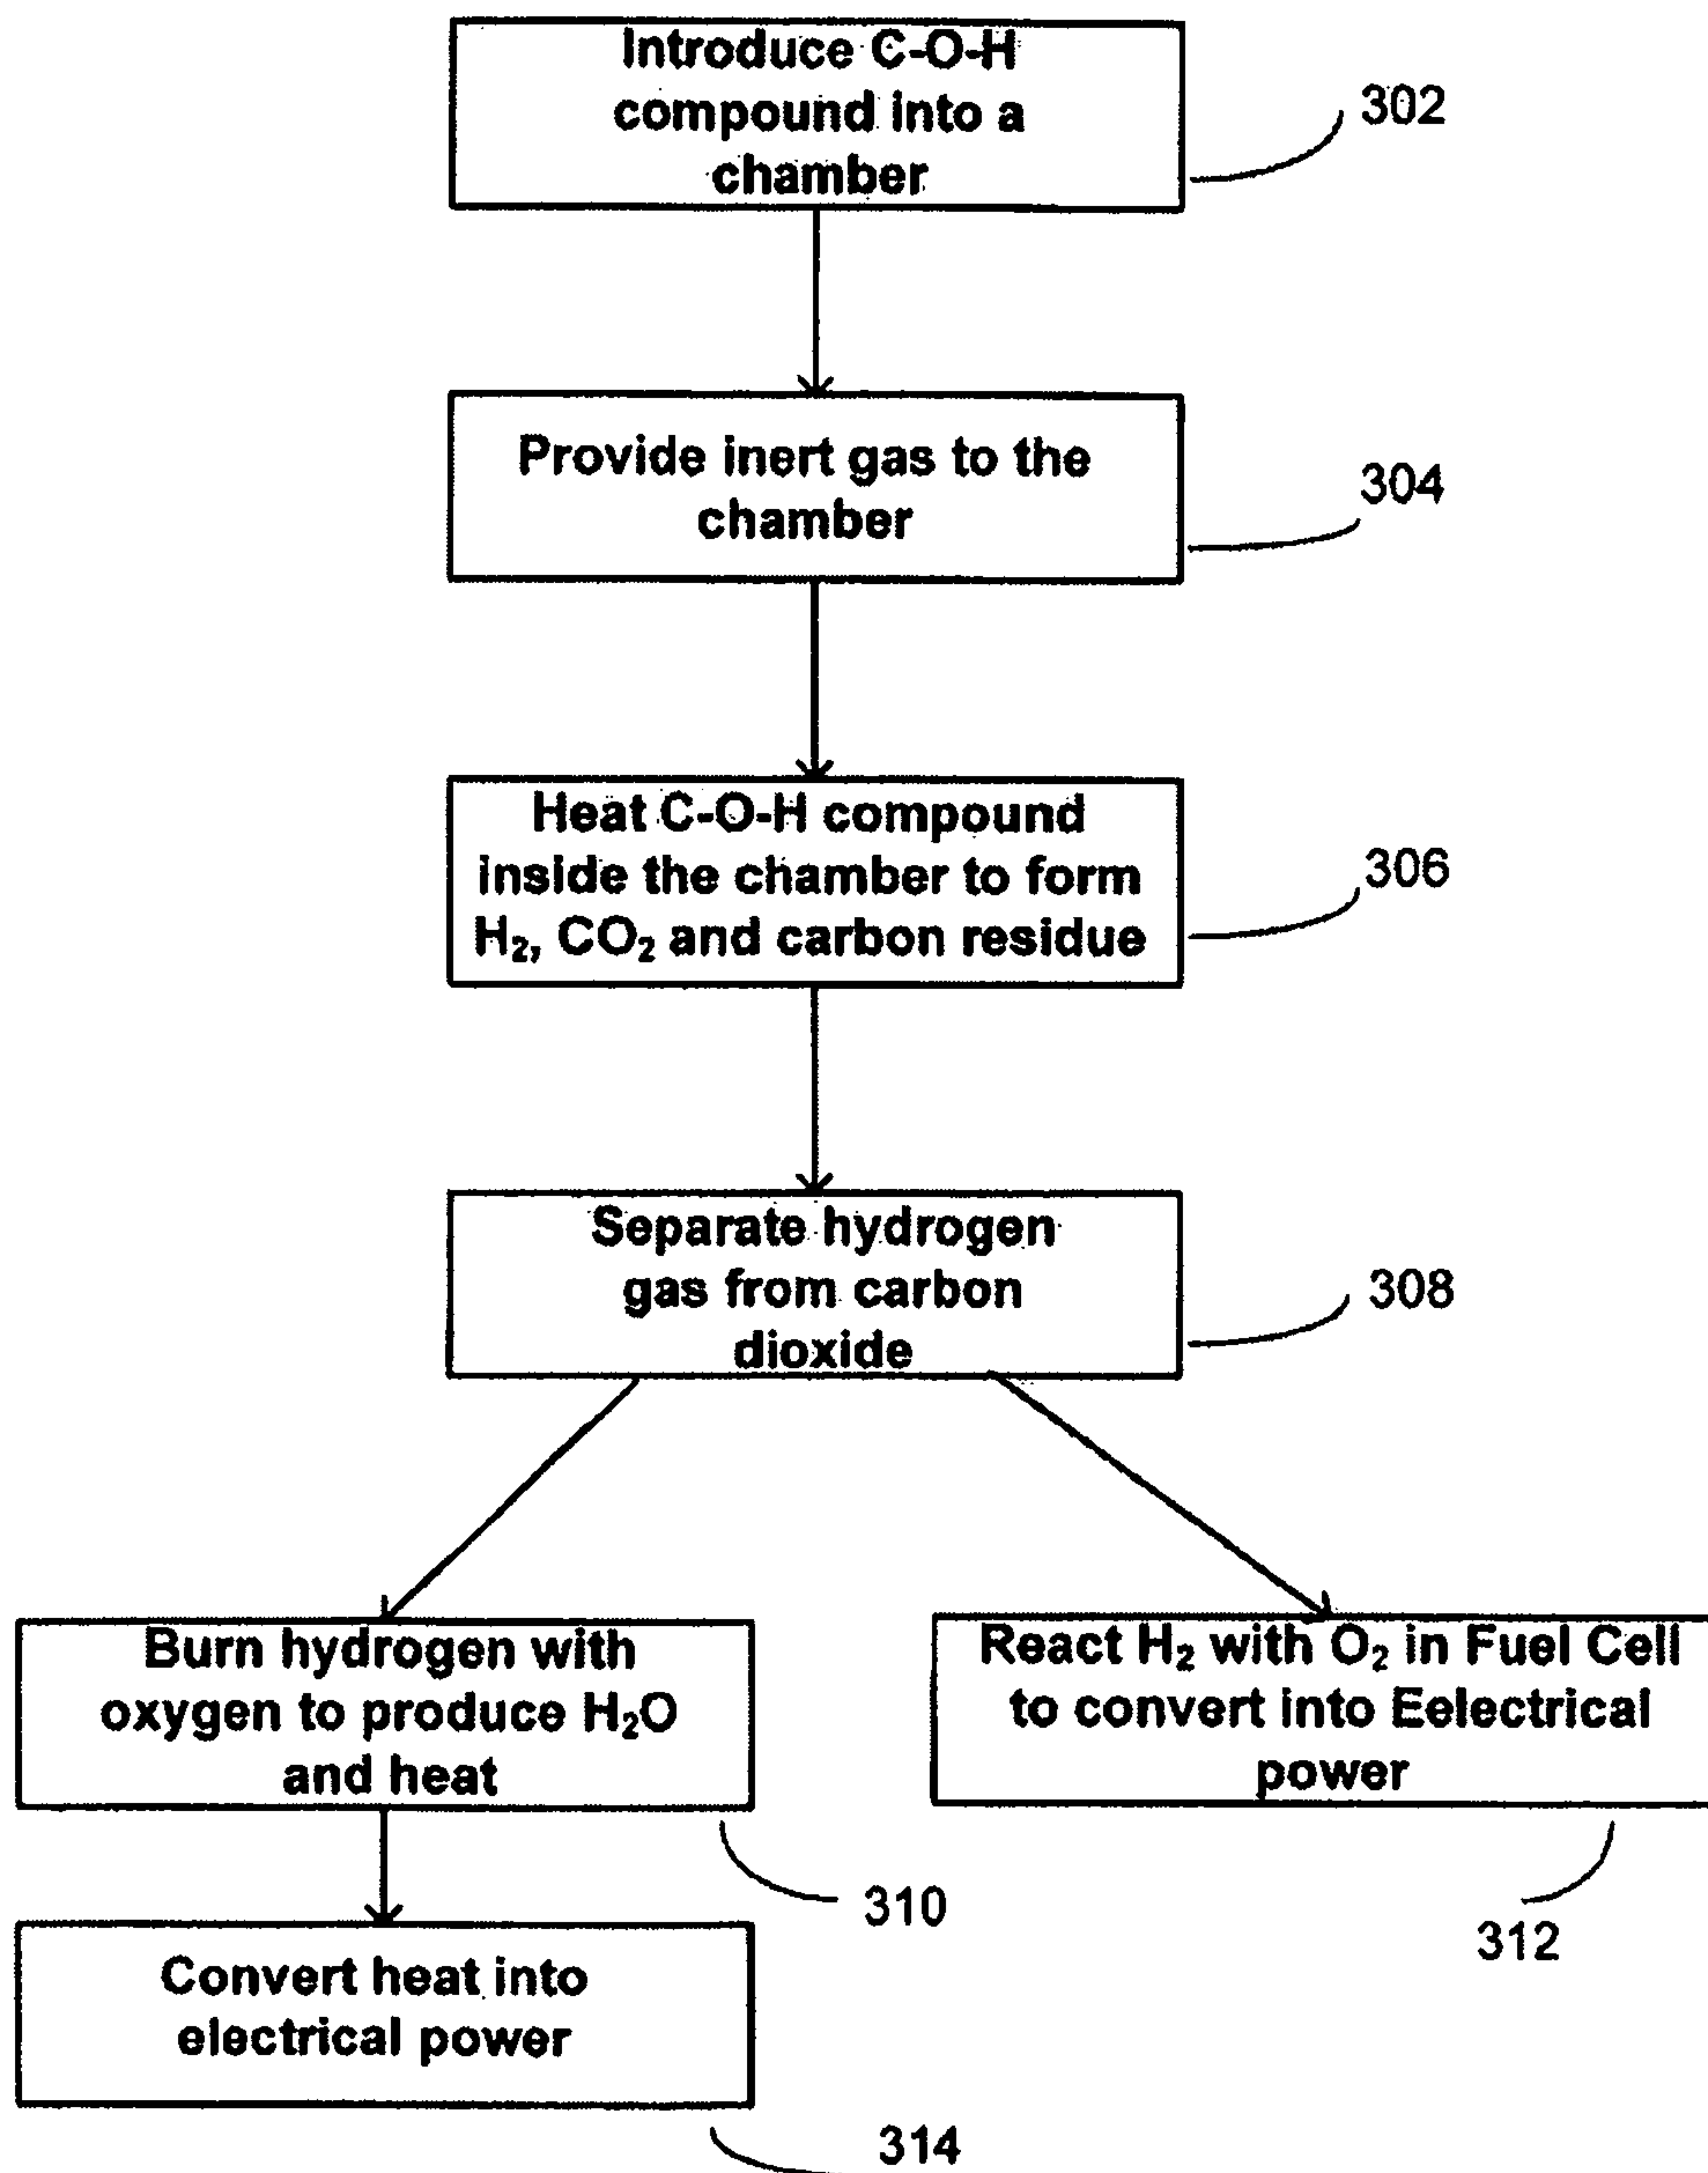 Introduce C-O-H
compound into a
chamber
302
Provide inert gas to the
chamber
304
Heat C-O-H compound
inside the chamber to form
H₂, CO₂ and carbon residue
306
Separate hydrogen
gas from carbon
dioxide
308
Burn hydrogen with
oxygen to produce H₂O
and heat
310
React H₂ with O₂ in Fuel Cell
to convert into Eelectrical
power
312
Convert heat into
electrical power
314